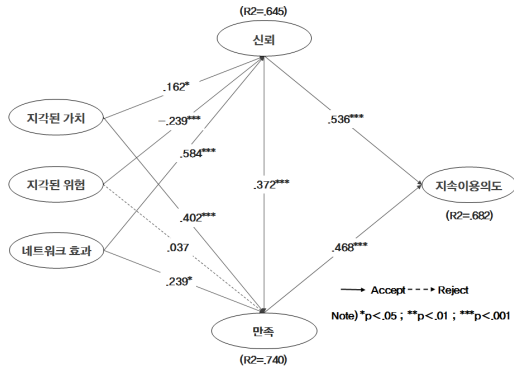 (R2=.645)
신뢰
.162*
지각된 가치
-.239***
.536***
.584***
지각된 위험
.372***
지속이용의도
.402***
(R2=.682)
.037
네트워크 효과
.468***
.239*
Accept Reject
Note)*p<.05 ; **p<.01 ; ***p<.001
만족
(R2=.740)